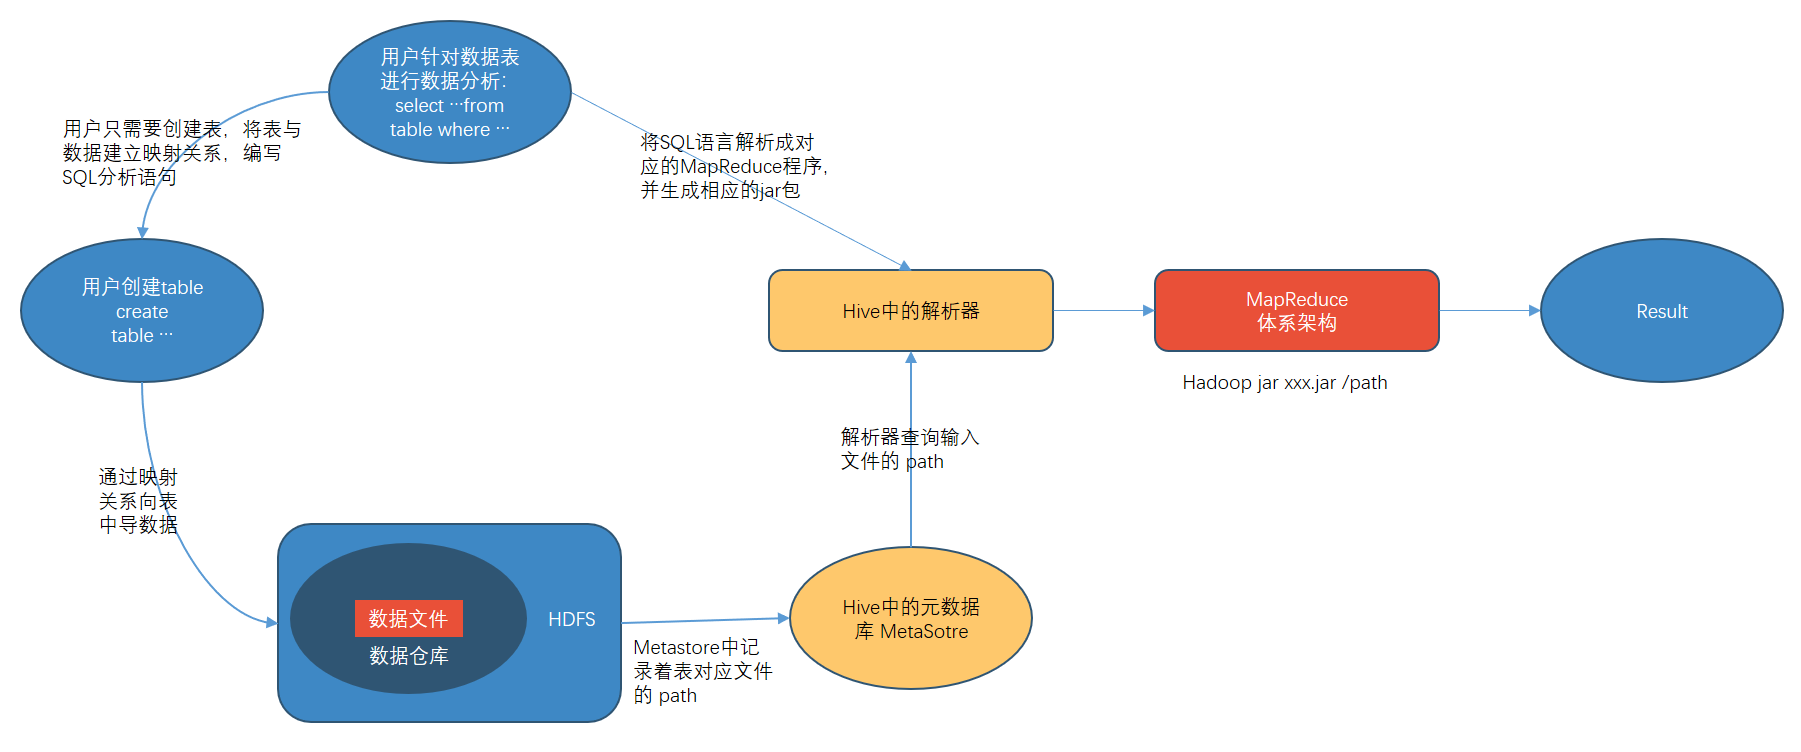 用户针对数据表
进行数据分析：
select ···from
table where ···
用户只需要创建表，将表与
数据建立映射关系，编写
SQL分析语句
将SQL语言解析成对
应的MapReduce程序，
并生成相应的jar包
用户创建table
create
table ···
Hive中的解析器
MapReduce
体系架构
Result
Hadoop jar xxx.jar /path
解析器查询输入
文件的 path
通过映射
关系向表
中导数据
数据文件
数据仓库
HDFS
Metastore中记
录着表对应文件
的 path
Hive中的元数据
库 MetaSotre